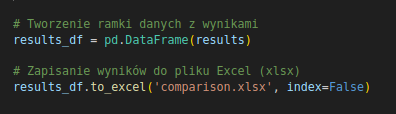 # Tworzenie ramki danych z wynikami
results_df = pd.DataFrame(results)
# Zapisanie wyników do pliku Excel (xlsx)
results_df.to_excel('comparison.xlsx', index=False)